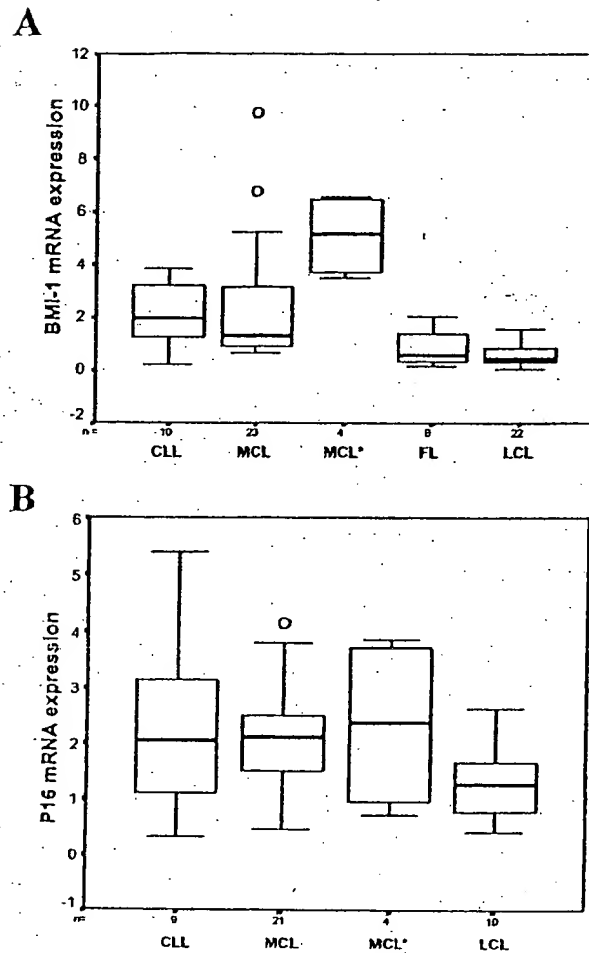 A
12
10
8
6
4
2
0
-2
BMI-1 mRNA expression
n= 10 23 4 8 22
CLL MCL MCL* FL LCL
B
6
5
4
3
2
1
0
-1
P16 mRNA expression
n= 9 21 4 10
CLL MCL MCL* LCL